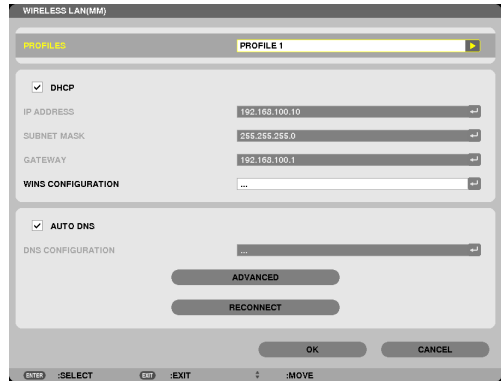 WIRELESS LAN(MM)
PROFILES PROFILE 1
DHCP
IP ADDRESS 192.168.100.10
SUBNET MASK 255.255.255.0
GATEWAY 192.168.100.1
WINS CONFIGURATION ...
AUTO DNS
DNS CONFIGURATION ...
ADVANCED
RECONNECT
OK CANCEL
ENTER :SELECT EXIT :EXIT :MOVE